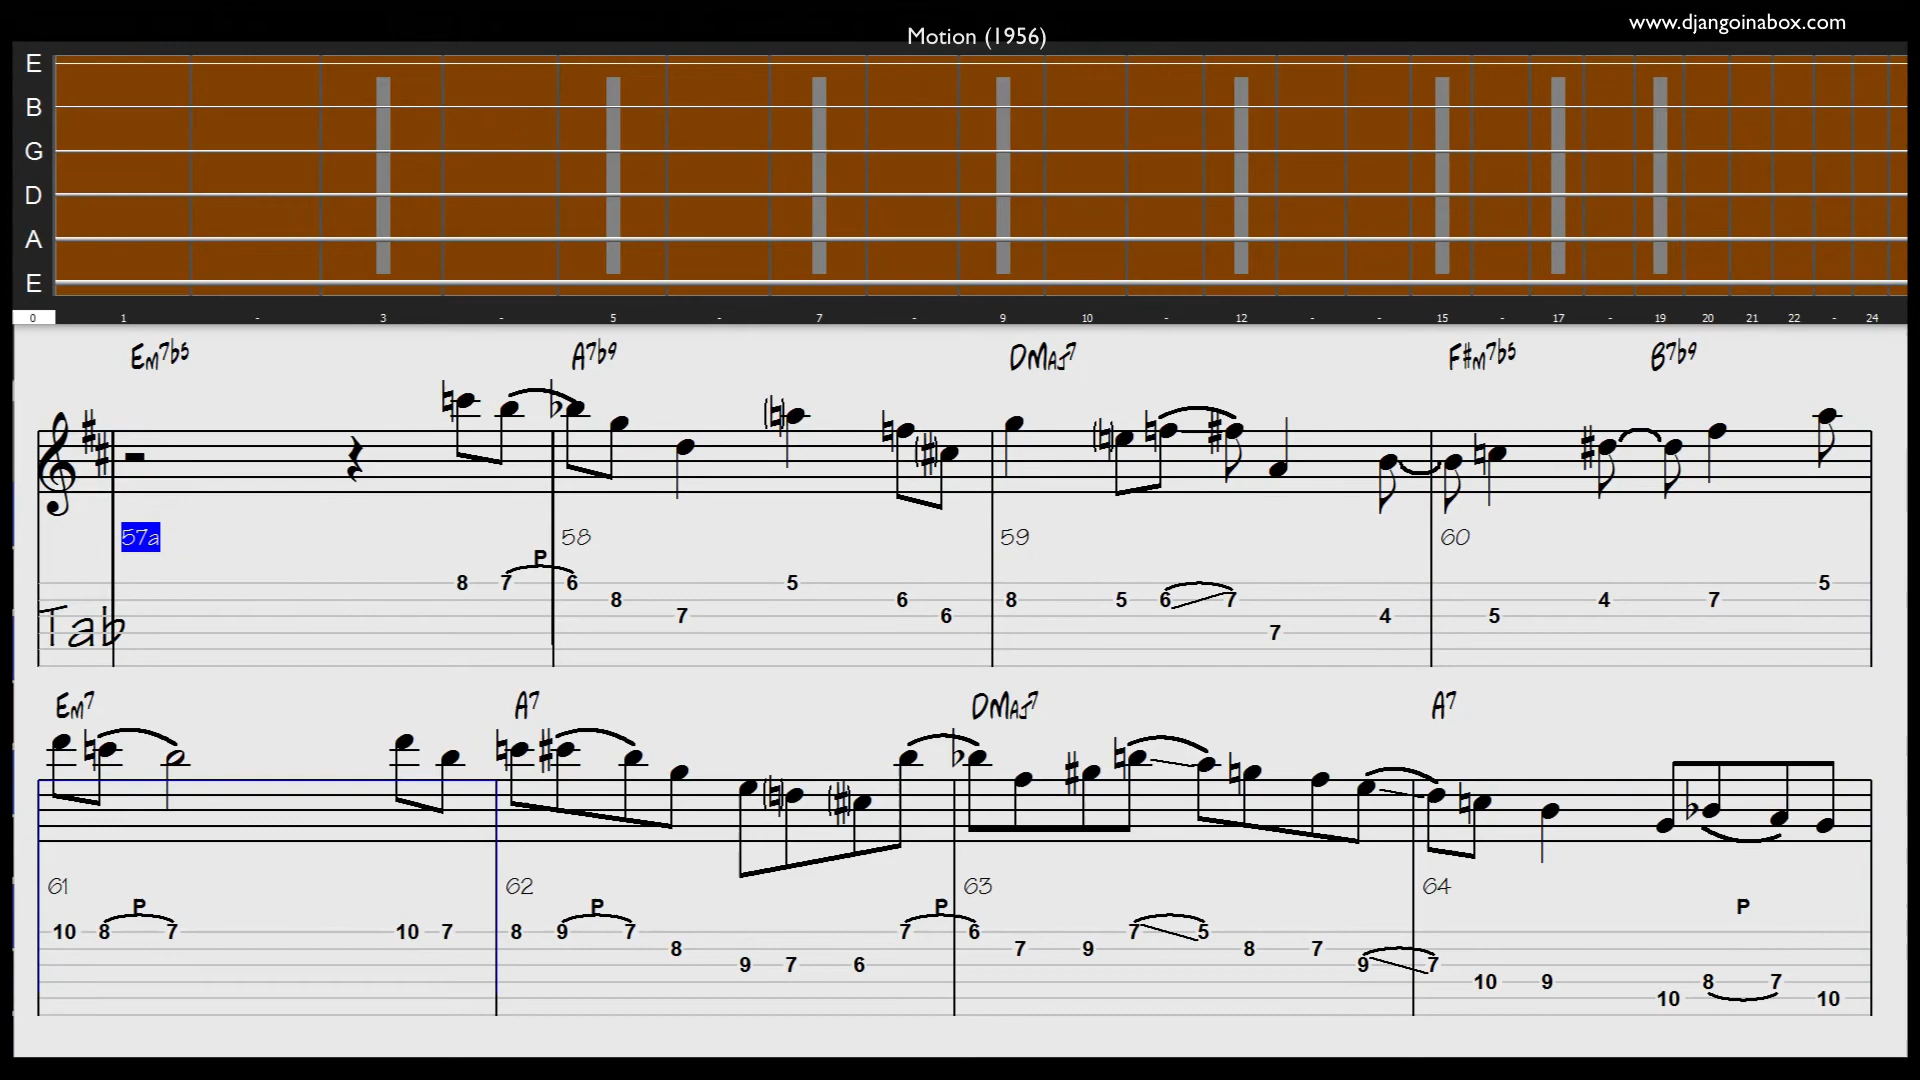 www.djangoinabox.com
Motion (1956)
E
B
G
D
A
E
0 1 - 3 - 5 - 7 - 9 10 - 12 - - 15 - 17 - 19 20 21 22 - 24
Em7b5 A7b9 DMaj7 F#m7b5 B7b9
57a 58 59 60
P
8 7 6 5 5
8 6 8 5 6 7 4 7
Tab 7 6 4 5
7
Em7 A7 DMaj7 A7
61 62 63 64
P P P P
10 8 7 10 7 8 9 7 7 6 7 5
8 7 9 8 7
9 7 6 9 7
10 9 8 7
10 10